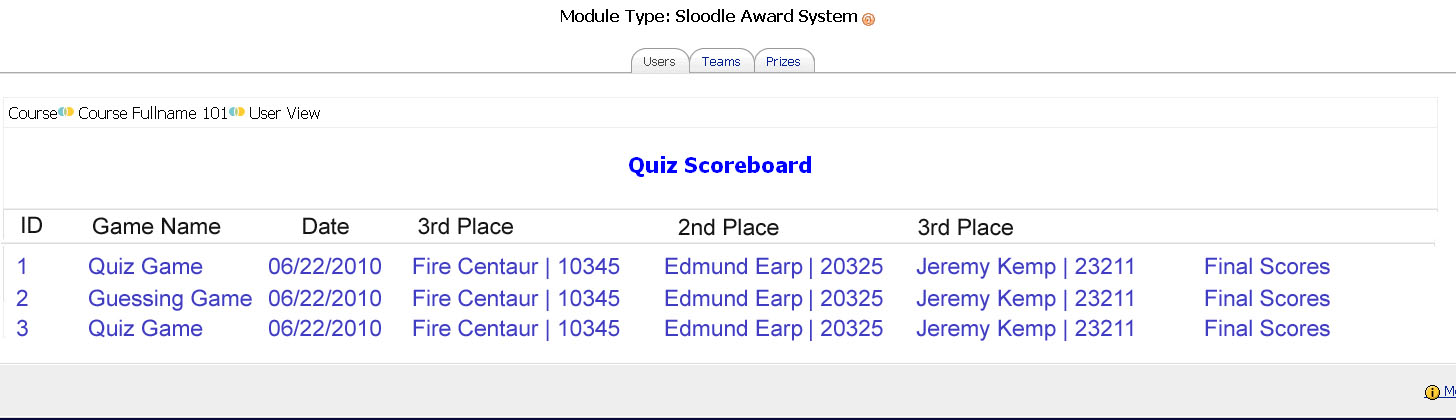 Module Type: Sloodle Award System
Users Teams Prizes
Course Course Fullname 101 User View
Quiz Scoreboard
ID Game Name Date 3rd Place 2nd Place 3rd Place
1 Quiz Game 06/22/2010 Fire Centaur | 10345 Edmund Earp | 20325 Jeremy Kemp | 23211 Final Scores
2 Guessing Game 06/22/2010 Fire Centaur | 10345 Edmund Earp | 20325 Jeremy Kemp | 23211 Final Scores
3 Quiz Game 06/22/2010 Fire Centaur | 10345 Edmund Earp | 20325 Jeremy Kemp | 23211 Final Scores